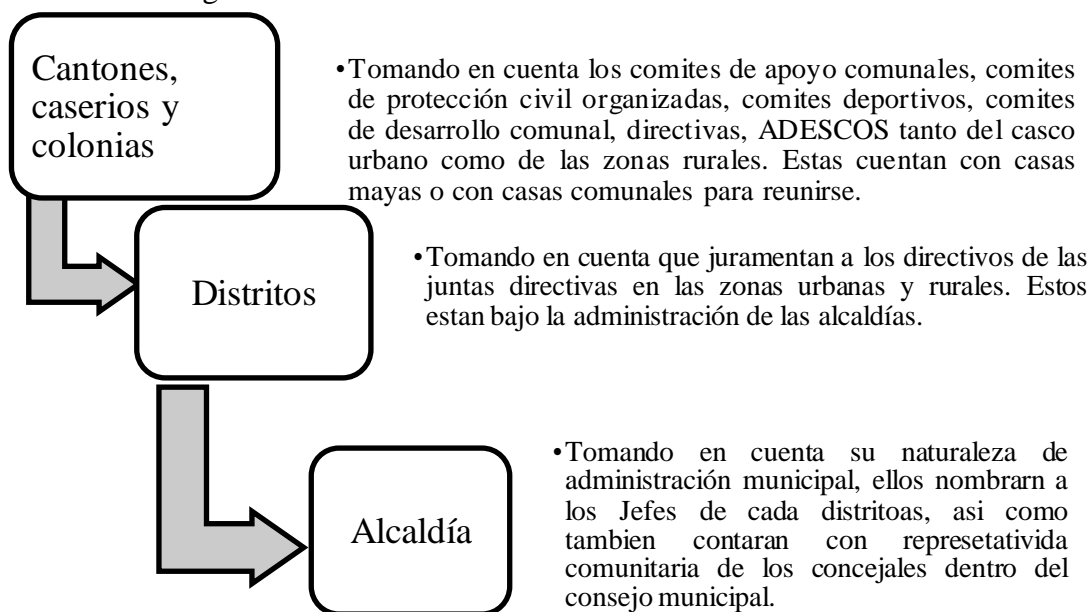 Cantones,
caserios y
colonias
•Tomando en cuenta los comites de apoyo comunales, comites
de protección civil organizadas, comites deportivos, comites
de desarrollo comunal, directivas, ADESCOS tanto del casco
urbano como de las zonas rurales. Estas cuentan con casas
mayas o con casas comunales para reunirse.
Distritos
•Tomando en cuenta que juramentan a los directivos de las
juntas directivas en las zonas urbanas y rurales. Estos
estan bajo la administración de las alcaldías.
Alcaldía
•Tomando en cuenta su naturaleza de
administración municipal, ellos nombrarn a
los Jefes de cada distritoas, asi como
tambien contaran con represetativida
comunitaria de los concejales dentro del
consejo municipal.